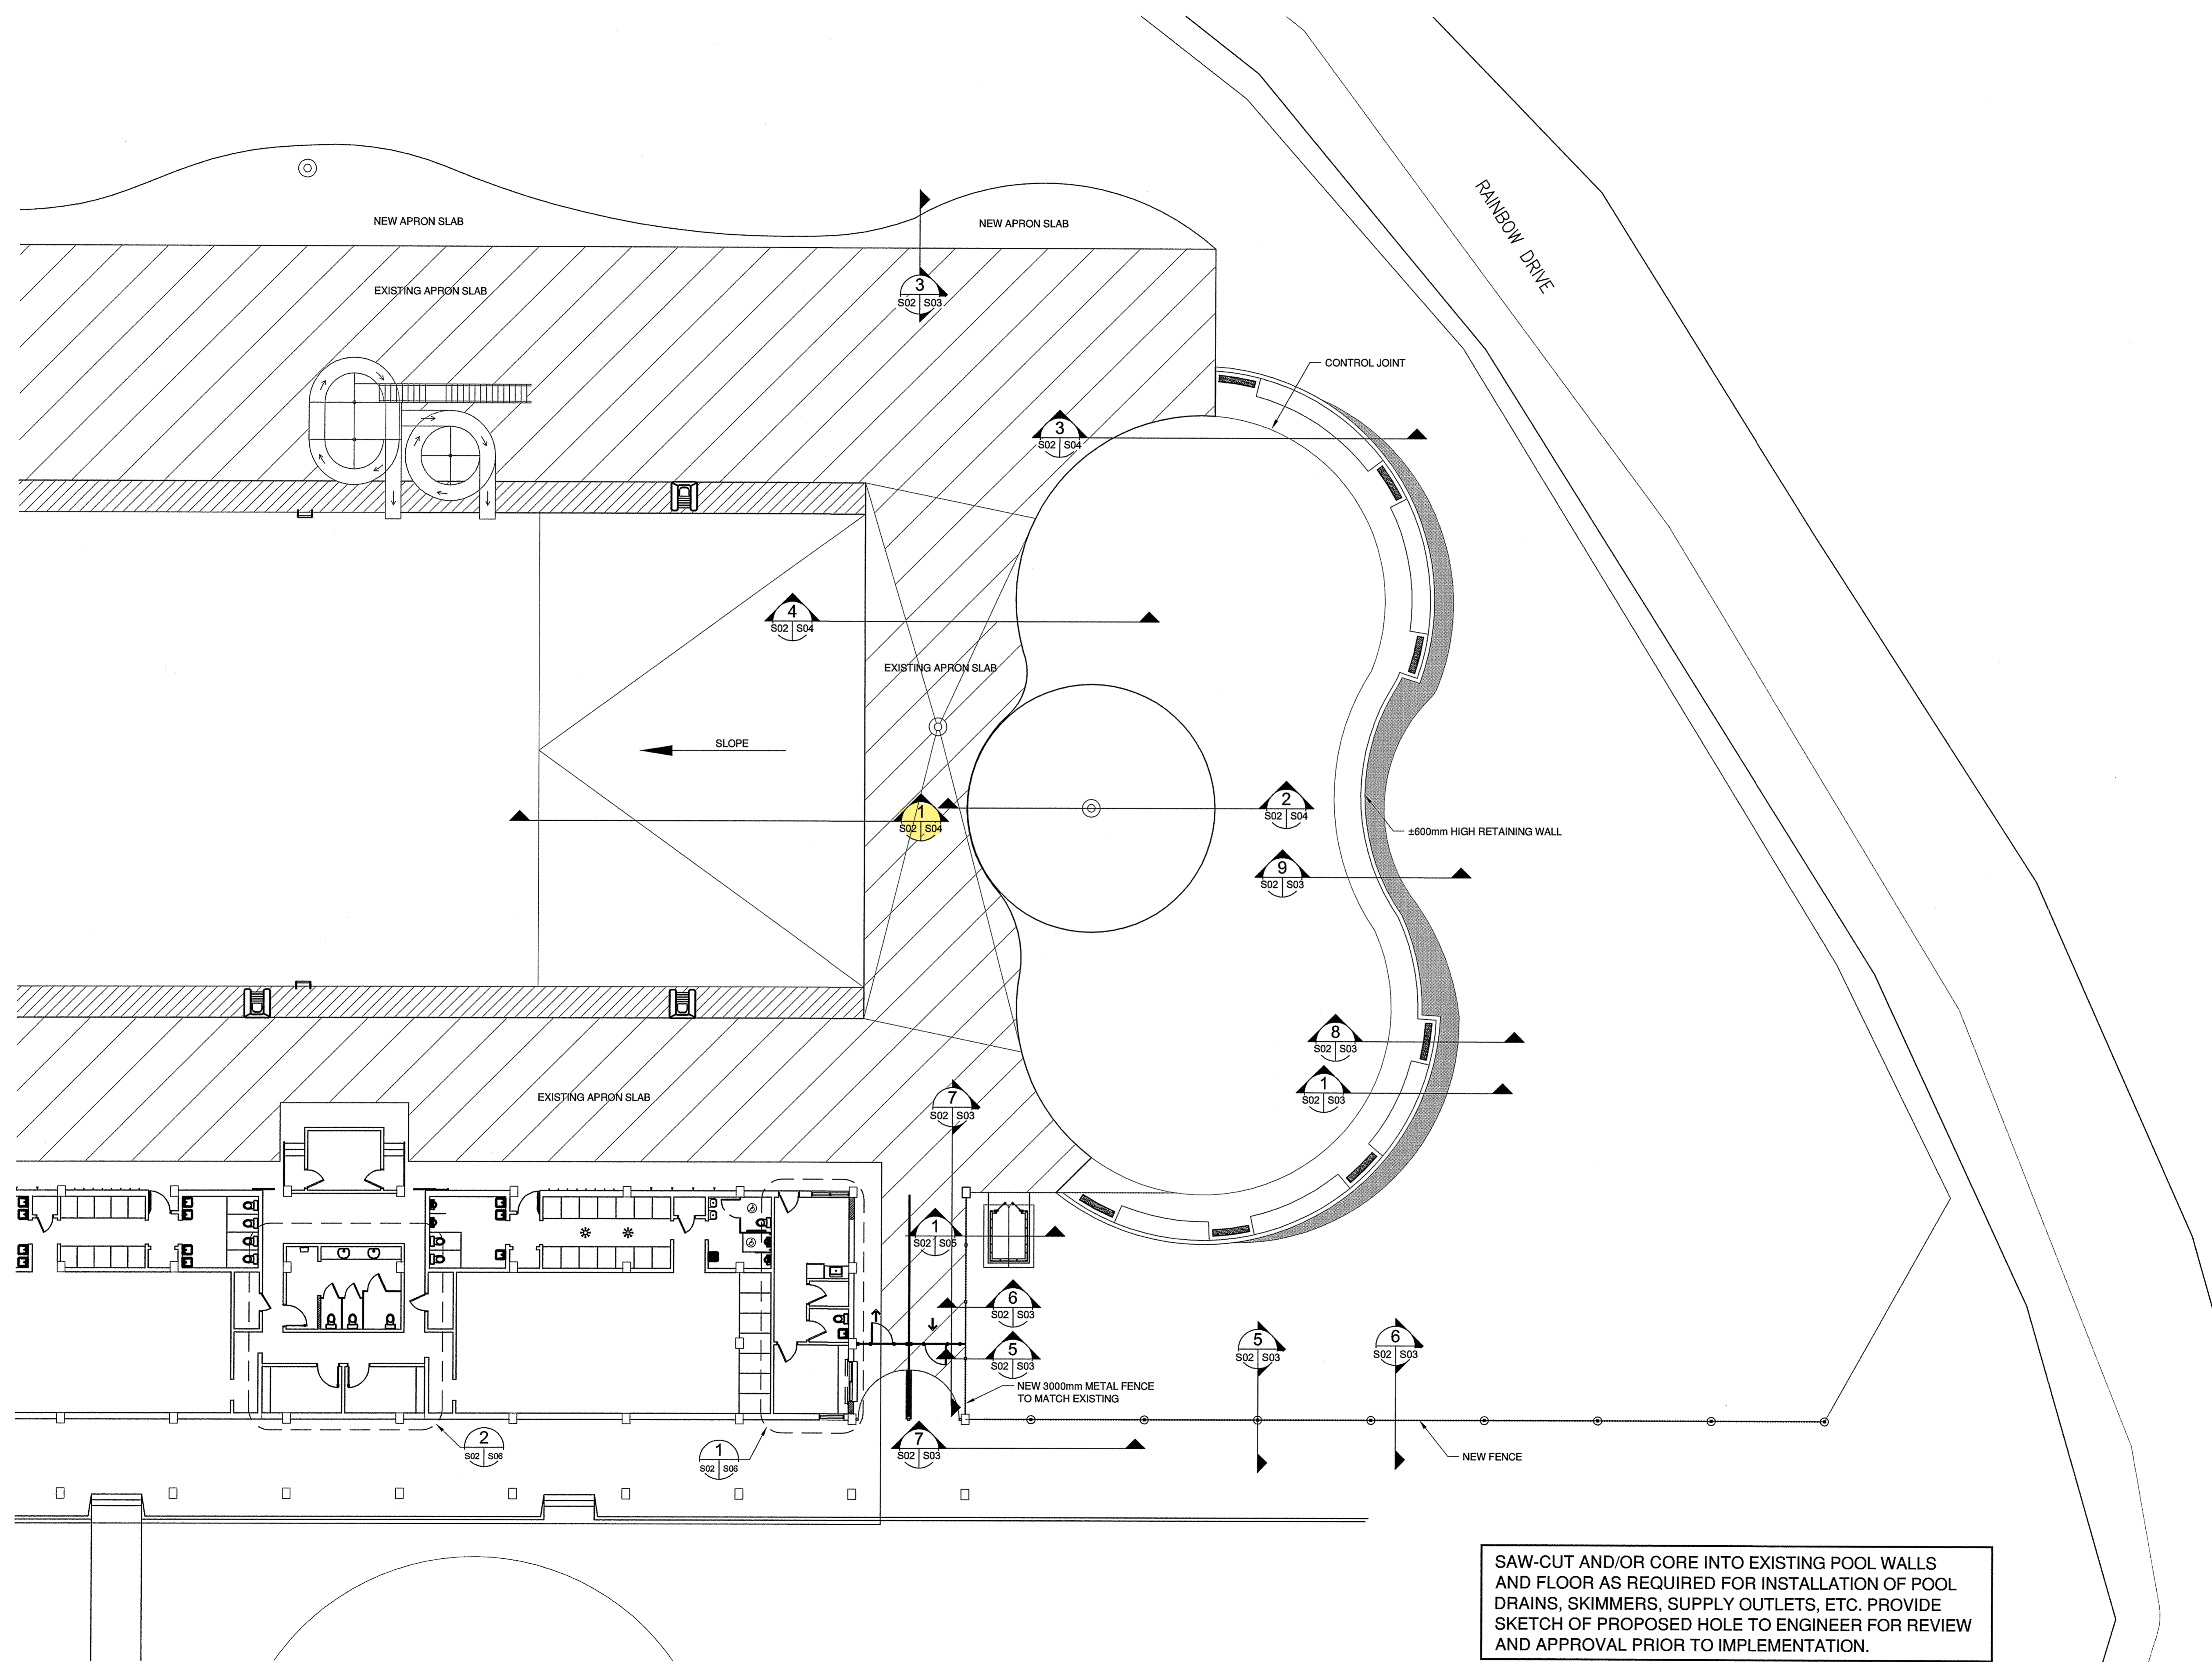 RAINBOW DRIVE
NEW APRON SLAB
NEW APRON SLAB
EXISTING APRON SLAB
3
S02 S03
CONTROL JOINT
3
S02 S04
4
S02 S04
EXISTING APRON SLAB
SLOPE
1
S02 S04
2
S02 S04
±600mm HIGH RETAINING WALL
9
S02 S03
8
S02 S03
1
S02 S03
EXISTING APRON SLAB
7
S02 S03
1
S02 S05
6
S02 S03
5
S02 S03
5
S02 S03
6
S02 S03
NEW 3000mm METAL FENCE
TO MATCH EXISTING
2
S02 S06
1
S02 S06
7
S02 S03
NEW FENCE
SAW-CUT AND/OR CORE INTO EXISTING POOL WALLS
AND FLOOR AS REQUIRED FOR INSTALLATION OF POOL
DRAINS, SKIMMERS, SUPPLY OUTLETS, ETC. PROVIDE
SKETCH OF PROPOSED HOLE TO ENGINEER FOR REVIEW
AND APPROVAL PRIOR TO IMPLEMENTATION.